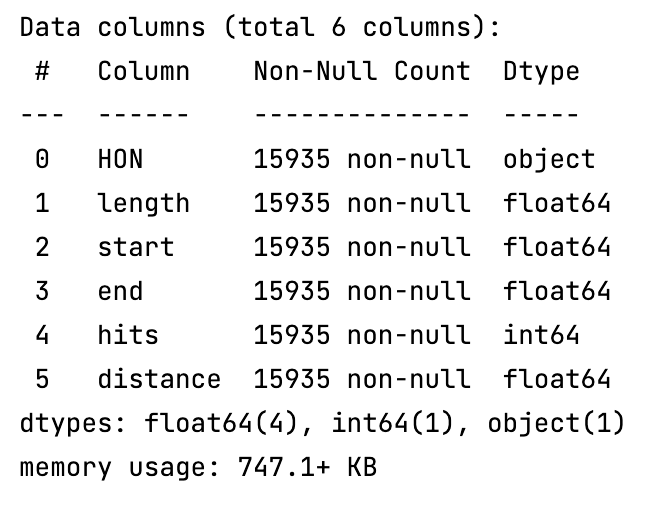 Data columns (total 6 columns):
 #   Column    Non-Null Count  Dtype
---  ------    --------------  -----
 0   HON       15935 non-null  object
 1   length    15935 non-null  float64
 2   start     15935 non-null  float64
 3   end       15935 non-null  float64
 4   hits      15935 non-null  int64
 5   distance  15935 non-null  float64
dtypes: float64(4), int64(1), object(1)
memory usage: 747.1+ KB